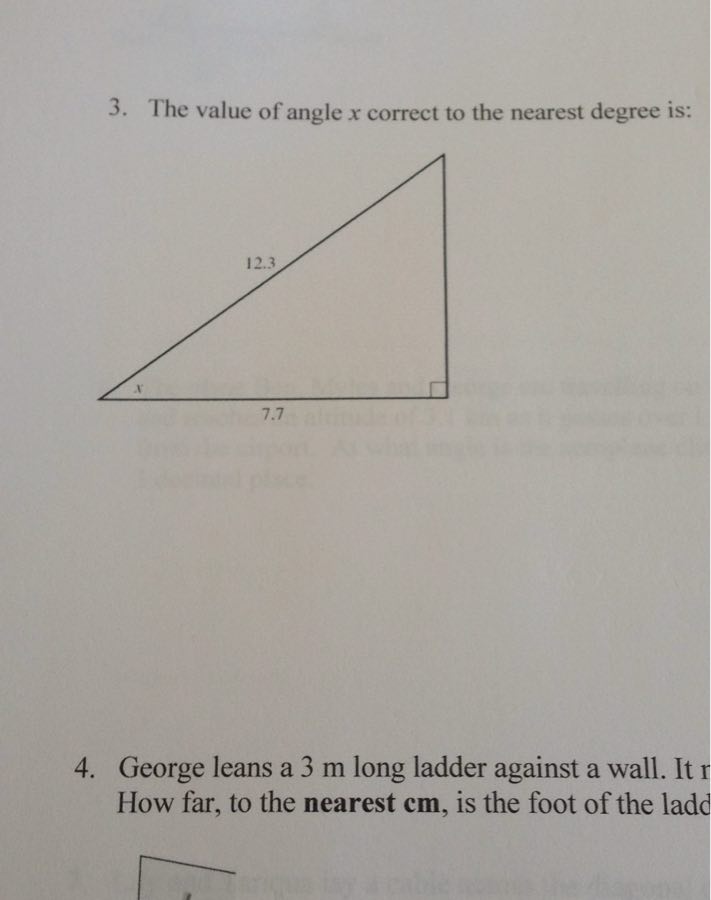 3. The value of angle x correct to the nearest degree is:
12.3
x
7.7
4. George leans a 3 m long ladder against a wall. It
How far, to the nearest cm, is the foot of the